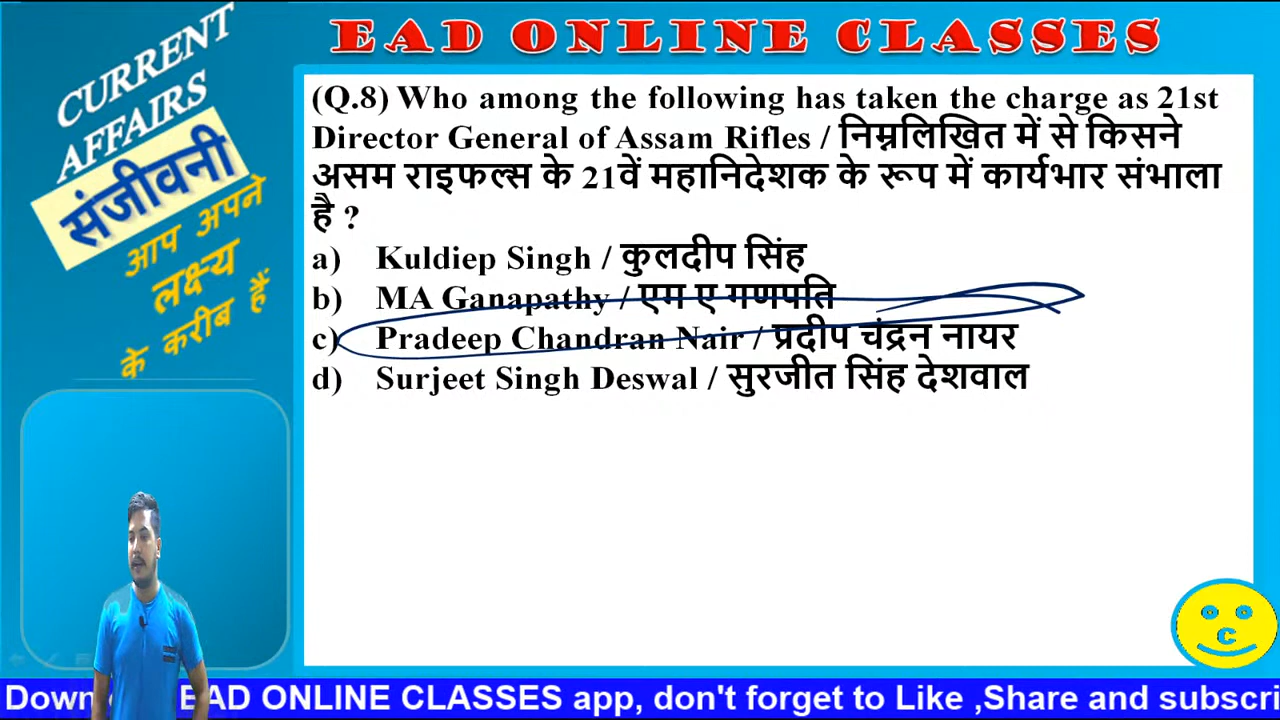 EAD ONLINE CLASSES
CURRENT
AFFAIRS
संजीवनी
आप अपने
लक्ष्य
के करीब हैं
(Q.8) Who among the following has taken the charge as 21st
Director General of Assam Rifles / निम्नलिखित में से किसने
असम राइफल्स के 21वें महानिदेशक के रूप में कार्यभार संभाला
है ?
a) Kuldiep Singh / कुलदीप सिंह
b) MA Ganapathy / एम ए गणपति
c) Pradeep Chandran Nair / प्रदीप चंद्रन नायर
d) Surjeet Singh Deswal / सुरजीत सिंह देशवाल
c
EAD ONLINE CLASSES app, don't forget to Like ,Share and